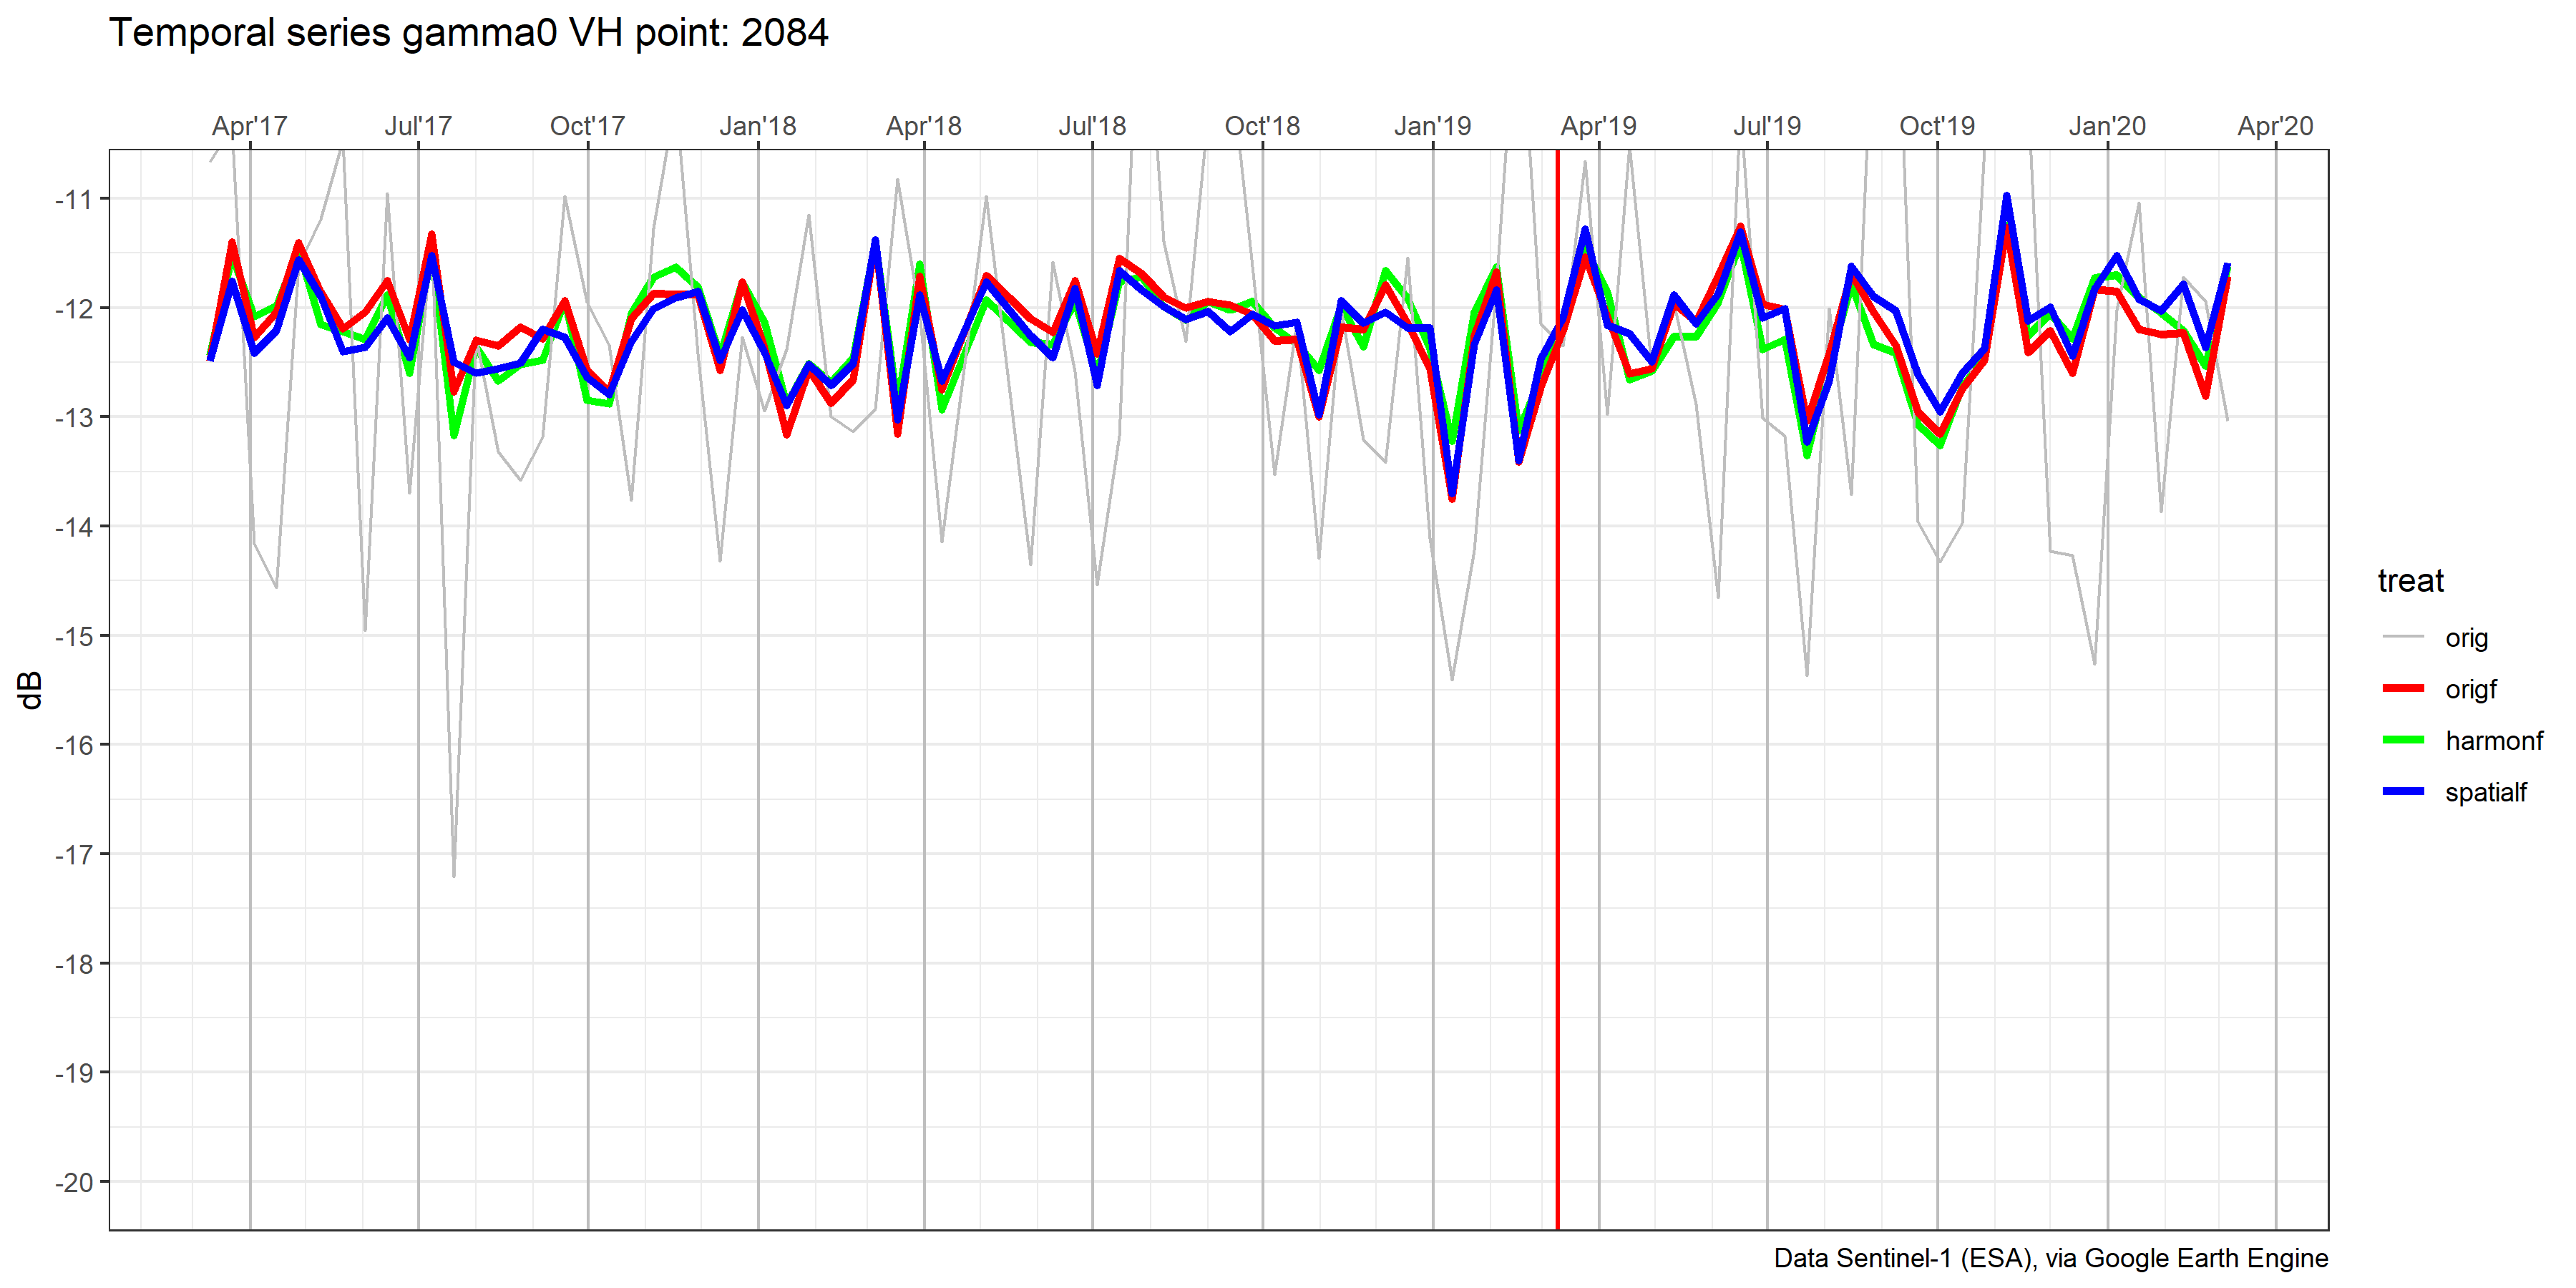 Temporal series gamma0 VH point: 2084
Apr'17 Jul'17 Oct'17 Jan'18 Apr'18 Jul'18 Oct'18 Jan'19 Apr'19 Jul'19 Oct'19 Jan'20 Apr'20
-11
-12
-13
-14
-15
-16
-17
-18
-19
-20
dB
treat
orig
origf
harmonf
spatialf
Data Sentinel-1 (ESA), via Google Earth Engine